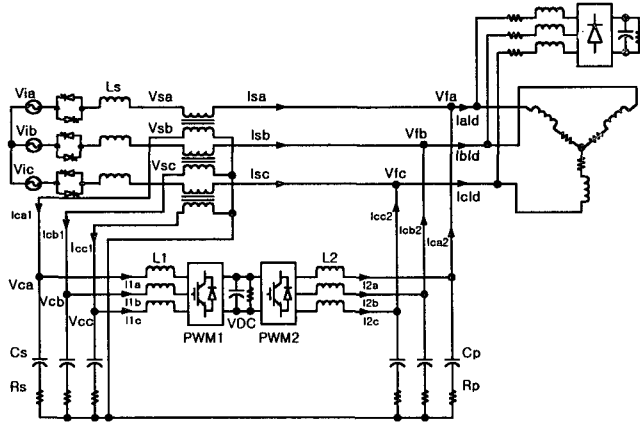 Via
Ls
Vsa
Isa
Vfa
Iald
Vib
Vsb
Isb
Vfb
Ibld
Vic
Vsc
Isc
Vfc
Icld
Ica1
Icb1
Icc1
Icc2
Icb2
Ica2
Vca
L1
L2
I1a
I2a
Vcb
I1b
I2b
Vcc
I1c
I2c
VDC
PWM1
PWM2
Cs
Cp
Rs
Rp